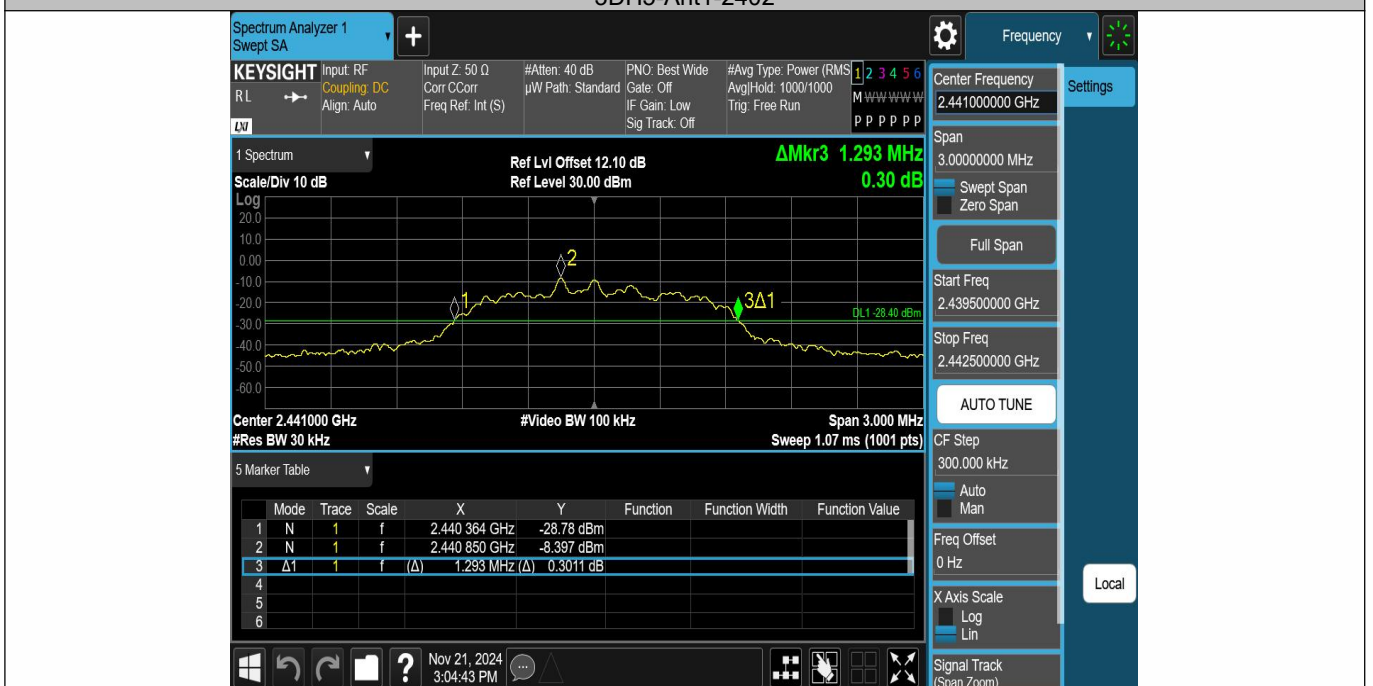 3DH5-Ant1-2402
Spectrum Analyzer 1
Swept SA
Frequency
KEYSIGHT
R L
LXI
Input: RF
Coupling: DC
Align: Auto
Input Z: 50 Ω
Corr CCorr
Freq Ref: Int (S)
#Atten: 40 dB
µW Path: Standard
PNO: Best Wide
Gate: Off
IF Gain: Low
Sig Track: Off
#Avg Type: Power (RMS
Avg|Hold: 1000/1000
Trig: Free Run
1 2 3 4 5 6
M W W W W W
P P P P P P
1 Spectrum
Scale/Div 10 dB
Ref Lvl Offset 12.10 dB
Ref Level 30.00 dBm
ΔMkr3 1.293 MHz
0.30 dB
Log
20.0
10.0
0.00
-10.0
-20.0
-30.0
-40.0
-50.0
-60.0
1
2
3Δ1
DL1 -28.40 dBm
Center 2.441000 GHz
#Video BW 100 kHz
Span 3.000 MHz
#Res BW 30 kHz
Sweep 1.07 ms (1001 pts)
5 Marker Table
Mode Trace Scale X Y Function Function Width Function Value
1 N 1 f 2.440 364 GHz -28.78 dBm
2 N 1 f 2.440 850 GHz -8.397 dBm
3 Δ1 1 f (Δ) 1.293 MHz (Δ) 0.3011 dB
4
5
6
Nov 21, 2024
3:04:43 PM
Center Frequency
2.441000000 GHz
Settings
Span
3.00000000 MHz
Swept Span
Zero Span
Full Span
Start Freq
2.439500000 GHz
Stop Freq
2.442500000 GHz
AUTO TUNE
CF Step
300.000 kHz
Auto
Man
Freq Offset
0 Hz
X Axis Scale
Log
Lin
Signal Track
(Span Zoom)
Local